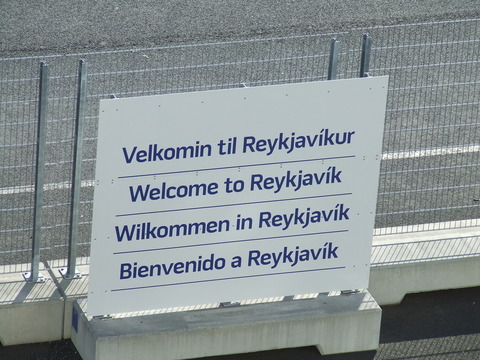 Velkomin til Reykjavíkur
Welcome to Reykjavík
Wilkommen in Reykjavík
Bienvenido a Reykjavík